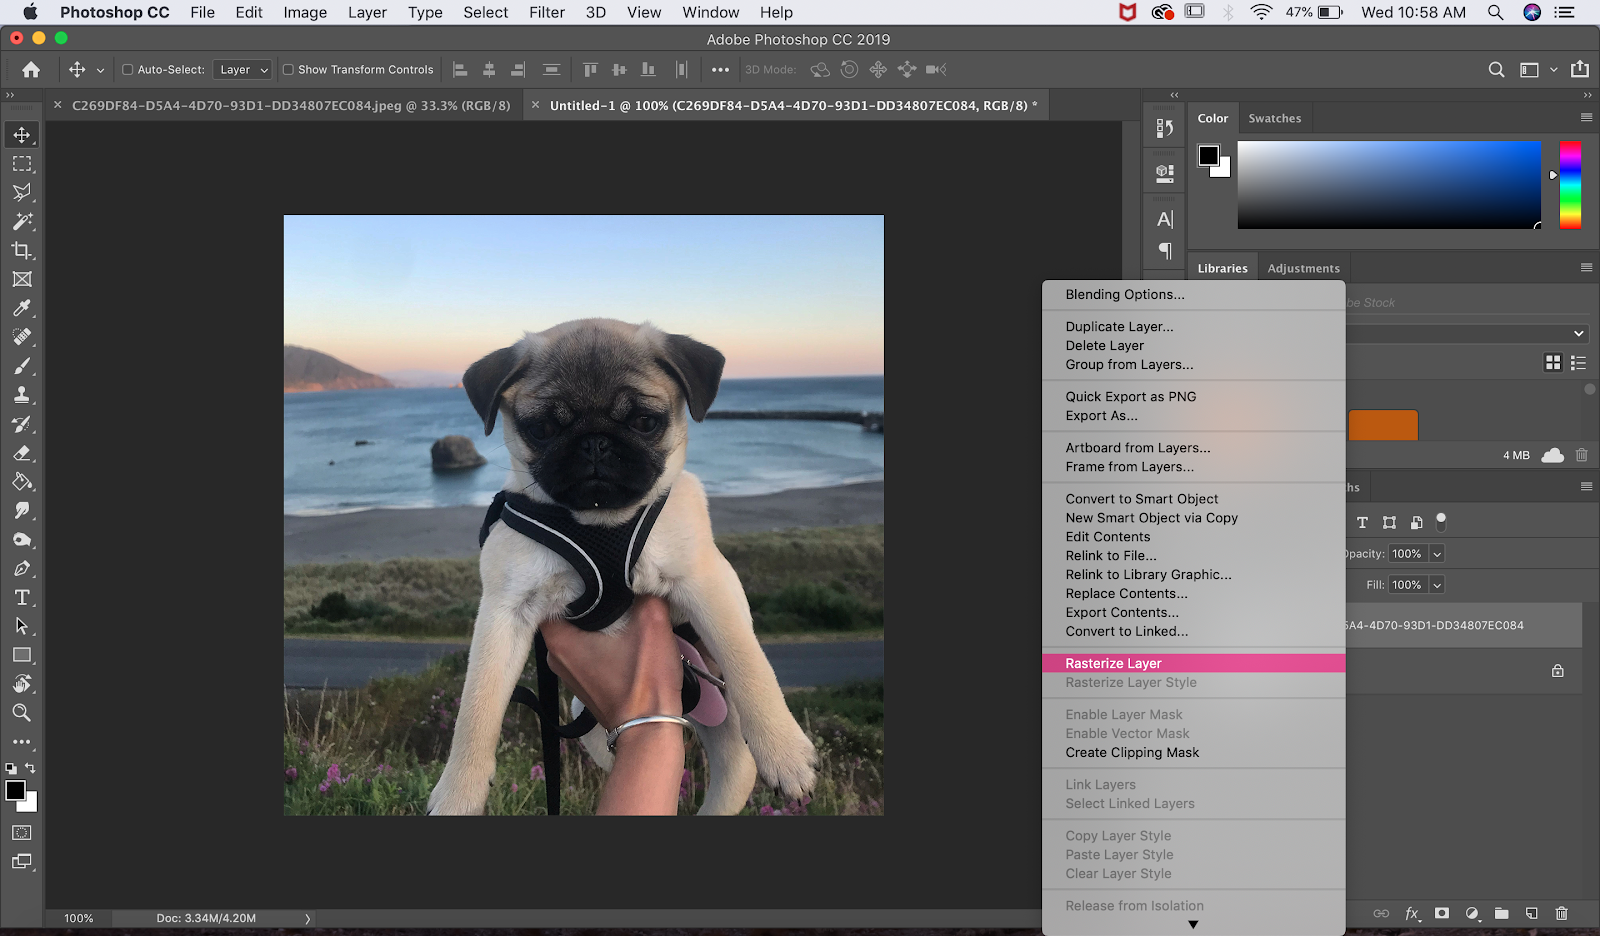 Photoshop CC File Edit Image Layer Type Select Filter 3D View Window Help 47% Wed 10:58 AM
Adobe Photoshop CC 2019
Auto-Select: Layer Show Transform Controls 3D Mode:
C269DF84-D5A4-4D70-93D1-DD34807EC084.jpeg @ 33.3% (RGB/8) Untitled-1 @ 100% (C269DF84-D5A4-4D70-93D1-DD34807EC084, RGB/8) *
Color Swatches
Libraries Adjustments
Blending Options...
be Stock
Duplicate Layer...
Delete Layer
Group from Layers...
Quick Export as PNG
Export As...
Artboard from Layers...
4 MB
Frame from Layers...
hs
Convert to Smart Object
New Smart Object via Copy
Edit Contents
Relink to File...
Opacity: 100%
Relink to Library Graphic...
Fill: 100%
Replace Contents...
Export Contents...
5A4-4D70-93D1-DD34807EC084
Convert to Linked...
Rasterize Layer
Rasterize Layer Style
Enable Layer Mask
Enable Vector Mask
Create Clipping Mask
Link Layers
Select Linked Layers
Copy Layer Style
Paste Layer Style
Clear Layer Style
Release from Isolation
100% Doc: 3.34M/4.20M
fx